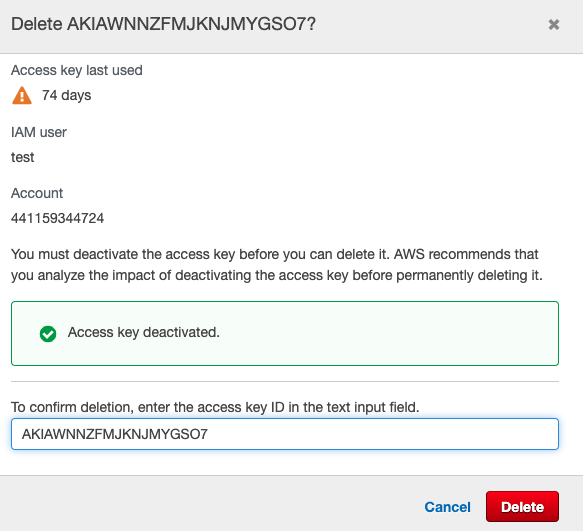 Delete AKIAWNNZFMJKNJMYGSO7?
Access key last used
74 days
IAM user
test
Account
441159344724
You must deactivate the access key before you can delete it. AWS recommends that
you analyze the impact of deactivating the access key before permanently deleting it.
Access key deactivated.
To confirm deletion, enter the access key ID in the text input field.
AKIAWNNZFMJKNJMYGSO7
Cancel
Delete